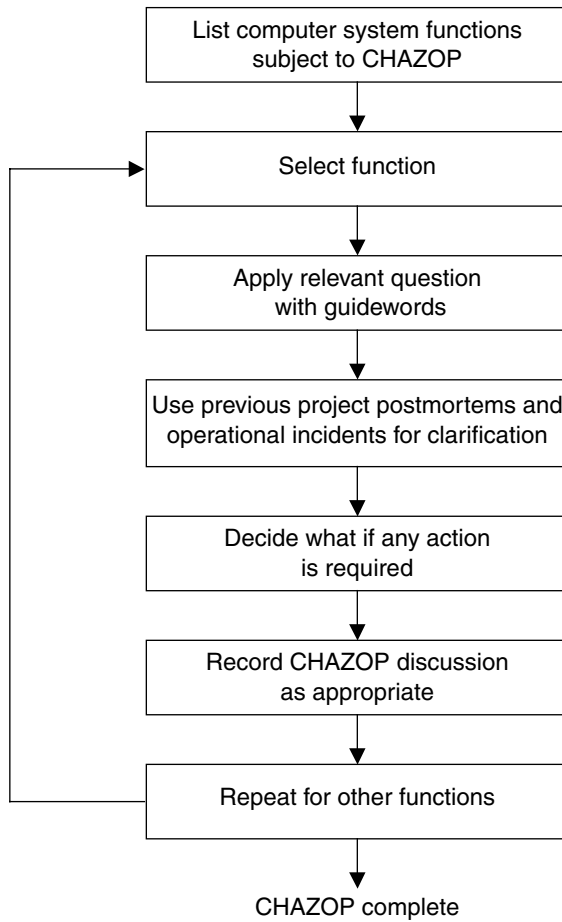 List computer system functions
subject to CHAZOP
Select function
Apply relevant question
with guidewords
Use previous project postmortems and
operational incidents for clarification
Decide what if any action
is required
Record CHAZOP discussion
as appropriate
Repeat for other functions
CHAZOP complete